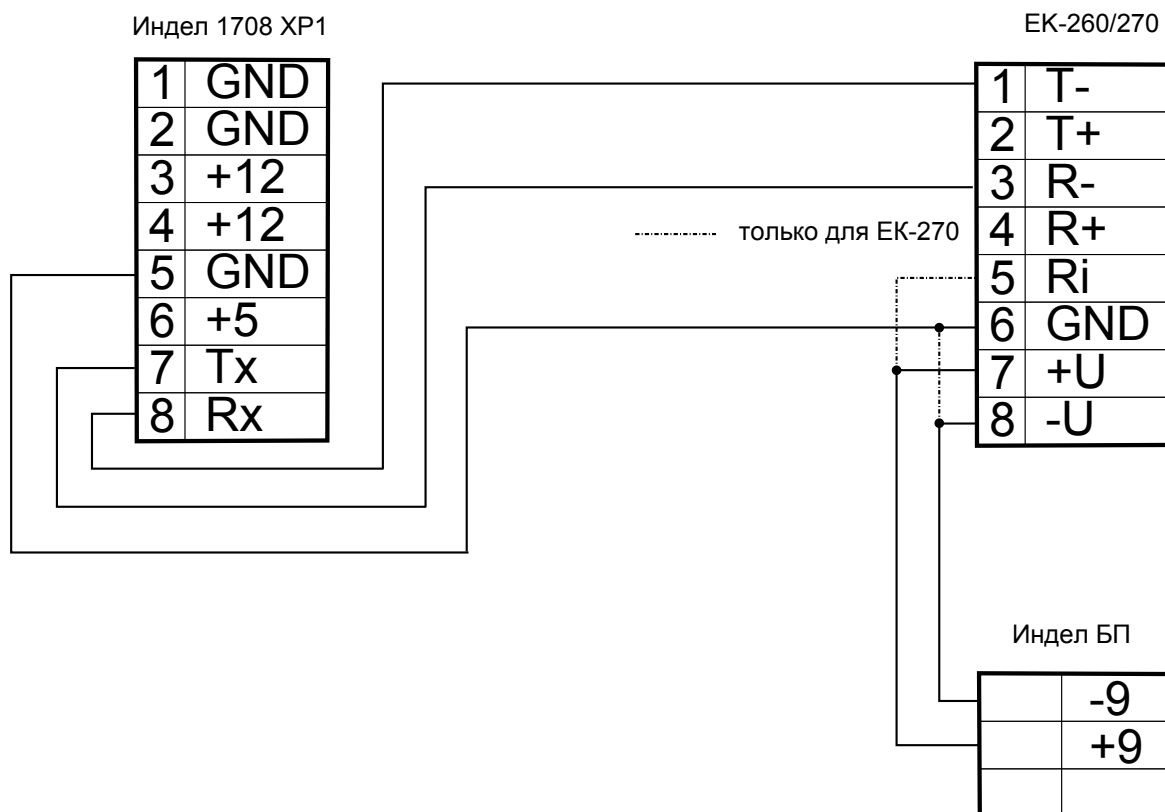 Индел 1708 XP1
1 GND
2 GND
3 +12
4 +12
5 GND
6 +5
7 Tx
8 Rx
ЕК-260/270
1 T-
2 T+
3 R-
4 R+
5 Ri
6 GND
7 +U
8 -U
только для ЕК-270
Индел БП
-9
+9